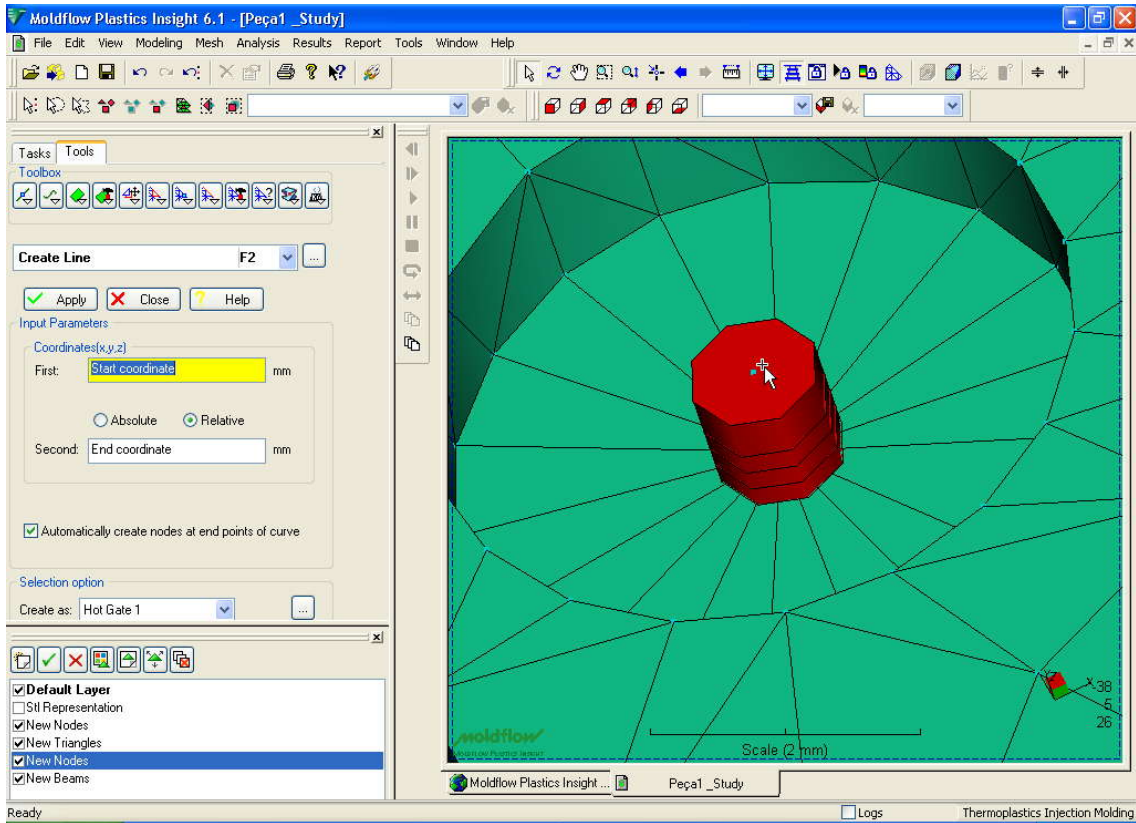 Moldflow Plastics Insight 6.1 - [Peça1 _Study]
File Edit View Modeling Mesh Analysis Results Report Tools Window Help
Tasks Tools
Toolbox
Create Line F2
...
Apply Close ? Help
Input Parameters
Coordinates(x,y,z)
First: Start coordinate mm
Absolute Relative
Second: End coordinate mm
Automatically create nodes at end points of curve
Selection option
Create as: Hot Gate 1 ...
Default Layer
Stl Representation
New Nodes
New Triangles
New Nodes
New Beams
moldflow
Scale (2 mm)
X
-38
5
26
Moldflow Plastics Insight ... Peça1 _Study
Ready Logs Thermoplastics Injection Molding